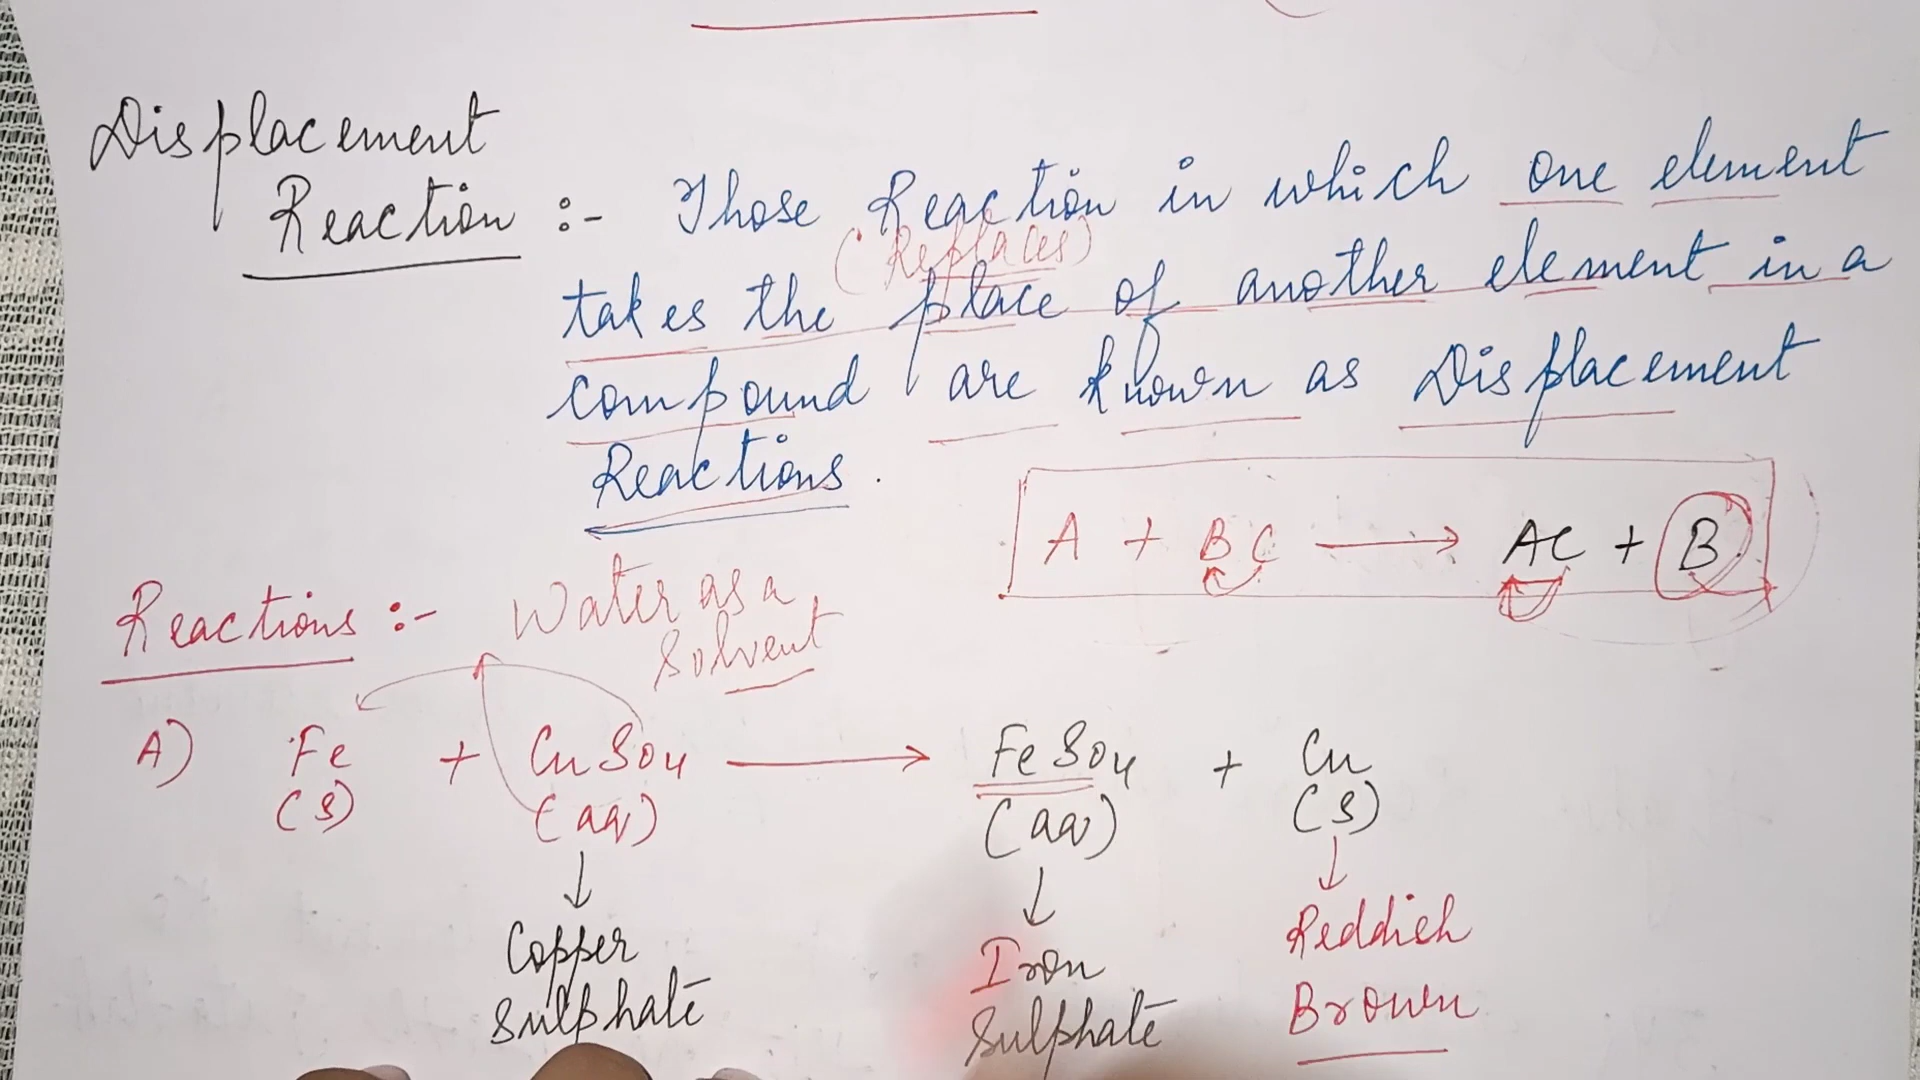 Displacement
Reaction :- Those Reaction in which one element
(Replaces)
takes the place of another element in a
compound are known as Displacement
Reactions.
A + BC → AC + B
Reactions :- Water as a
Solvent
A) Fe + CuSO4 → FeSO4 + Cu
(s) (aq) (aq) (s)
↓ ↓ ↓
Copper Iron Reddish
Sulphate Sulphate Brown